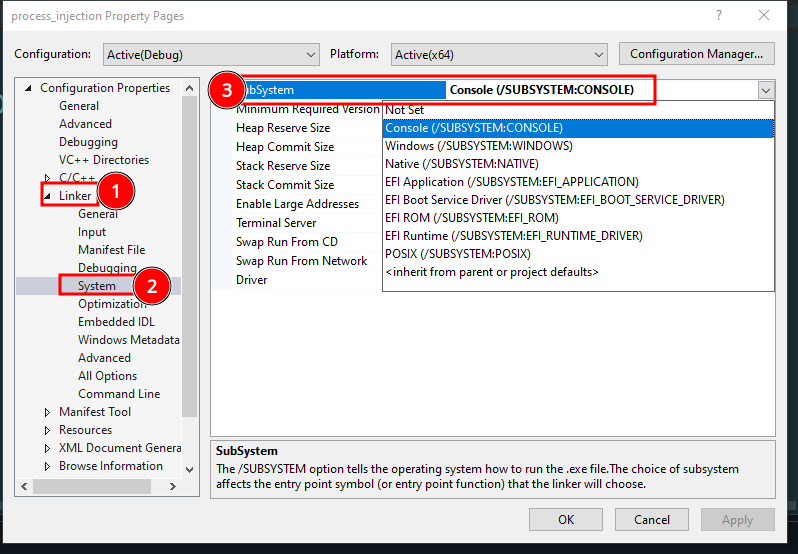 process_injection Property Pages ? ×
Configuration: Active(Debug) Platform: Active(x64) Configuration Manager...
Configuration Properties
General
Advanced
Debugging
VC++ Directories
C/C++
Linker 1
General
Input
Manifest File
Debugging
System 2
Optimization
Embedded IDL
Windows Metadata
Advanced
All Options
Command Line
Manifest Tool
Resources
XML Document Genera
Browse Information
3 ubSystem Console (/SUBSYSTEM:CONSOLE)
Minimum Required Version
Heap Reserve Size
Heap Commit Size
Stack Reserve Size
Stack Commit Size
Enable Large Addresses
Terminal Server
Swap Run From CD
Swap Run From Network
Driver
Not Set
Console (/SUBSYSTEM:CONSOLE)
Windows (/SUBSYSTEM:WINDOWS)
Native (/SUBSYSTEM:NATIVE)
EFI Application (/SUBSYSTEM:EFI_APPLICATION)
EFI Boot Service Driver (/SUBSYSTEM:EFI_BOOT_SERVICE_DRIVER)
EFI ROM (/SUBSYSTEM:EFI_ROM)
EFI Runtime (/SUBSYSTEM:EFI_RUNTIME_DRIVER)
POSIX (/SUBSYSTEM:POSIX)
<inherit from parent or project defaults>
SubSystem
The /SUBSYSTEM option tells the operating system how to run the .exe file.The choice of subsystem
affects the entry point symbol (or entry point function) that the linker will choose.
OK Cancel Apply